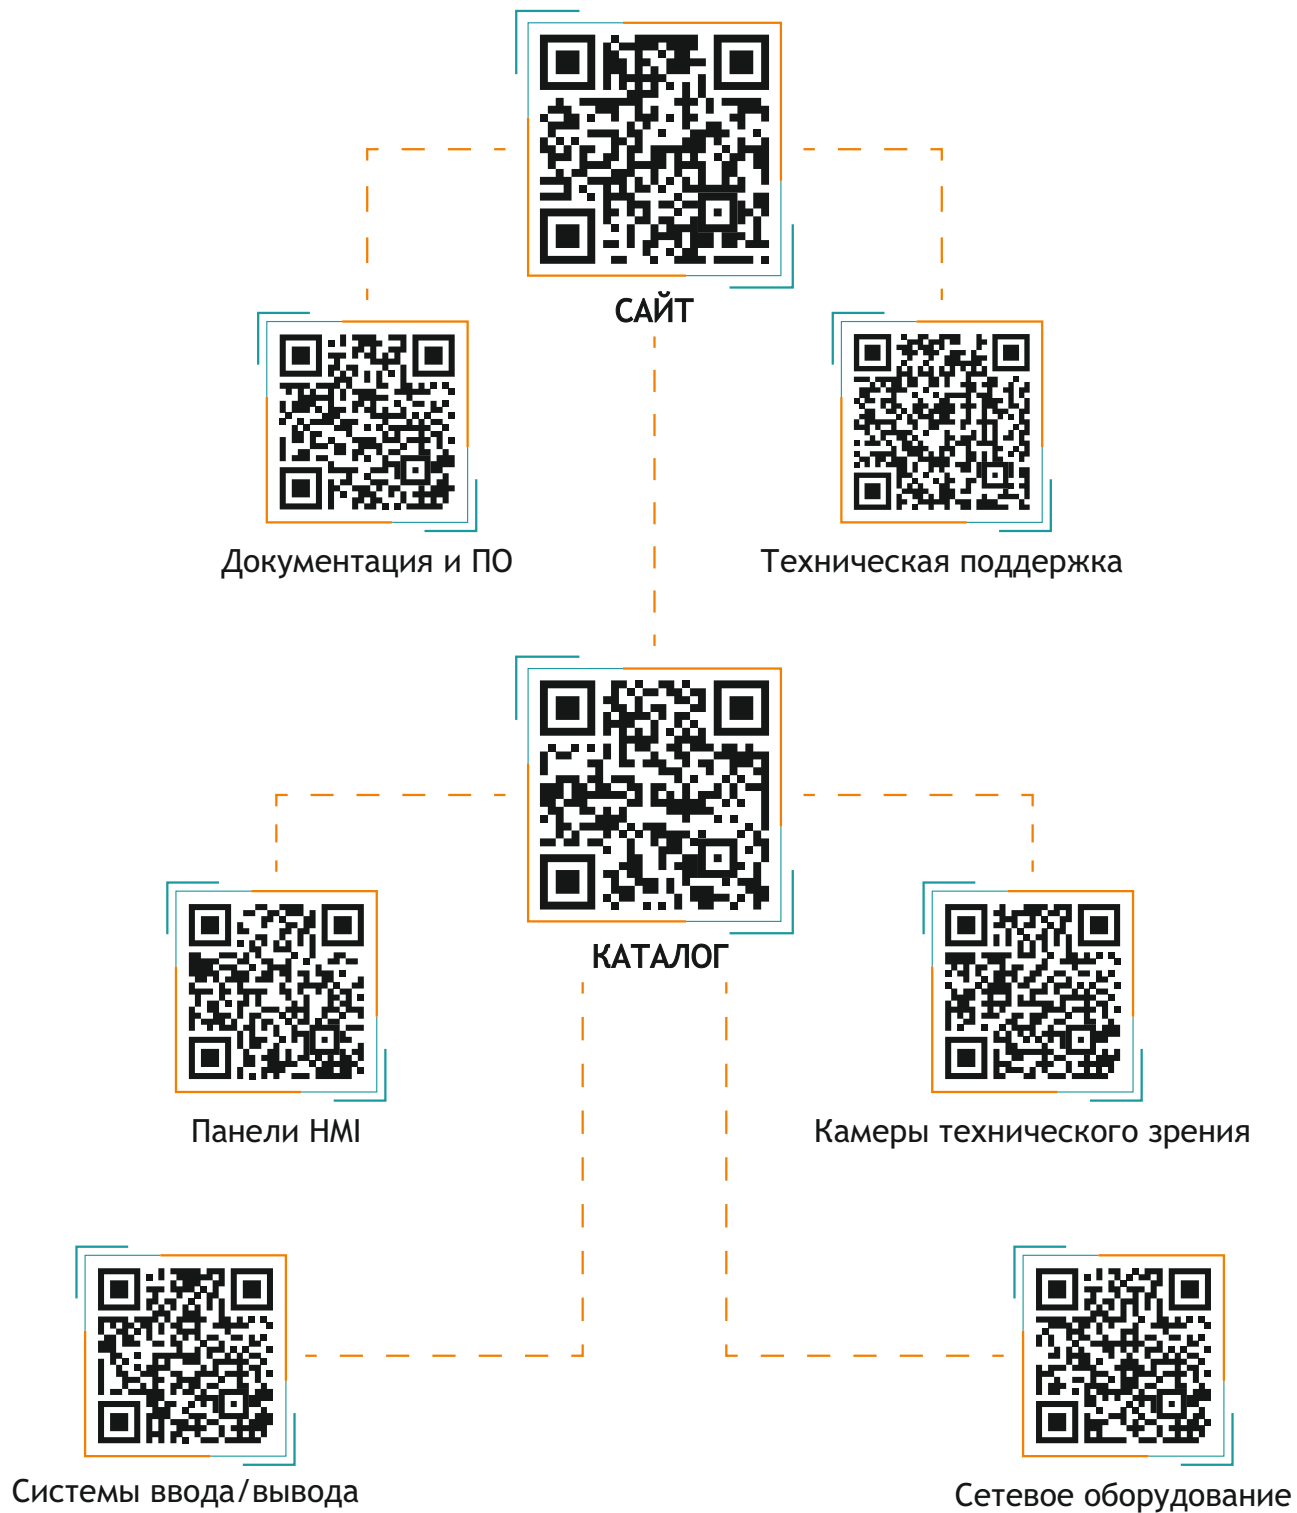 САЙТ
Документация и ПО
Техническая поддержка
КАТАЛОГ
Панели HMI
Камеры технического зрения
Системы ввода/вывода
Сетевое оборудование